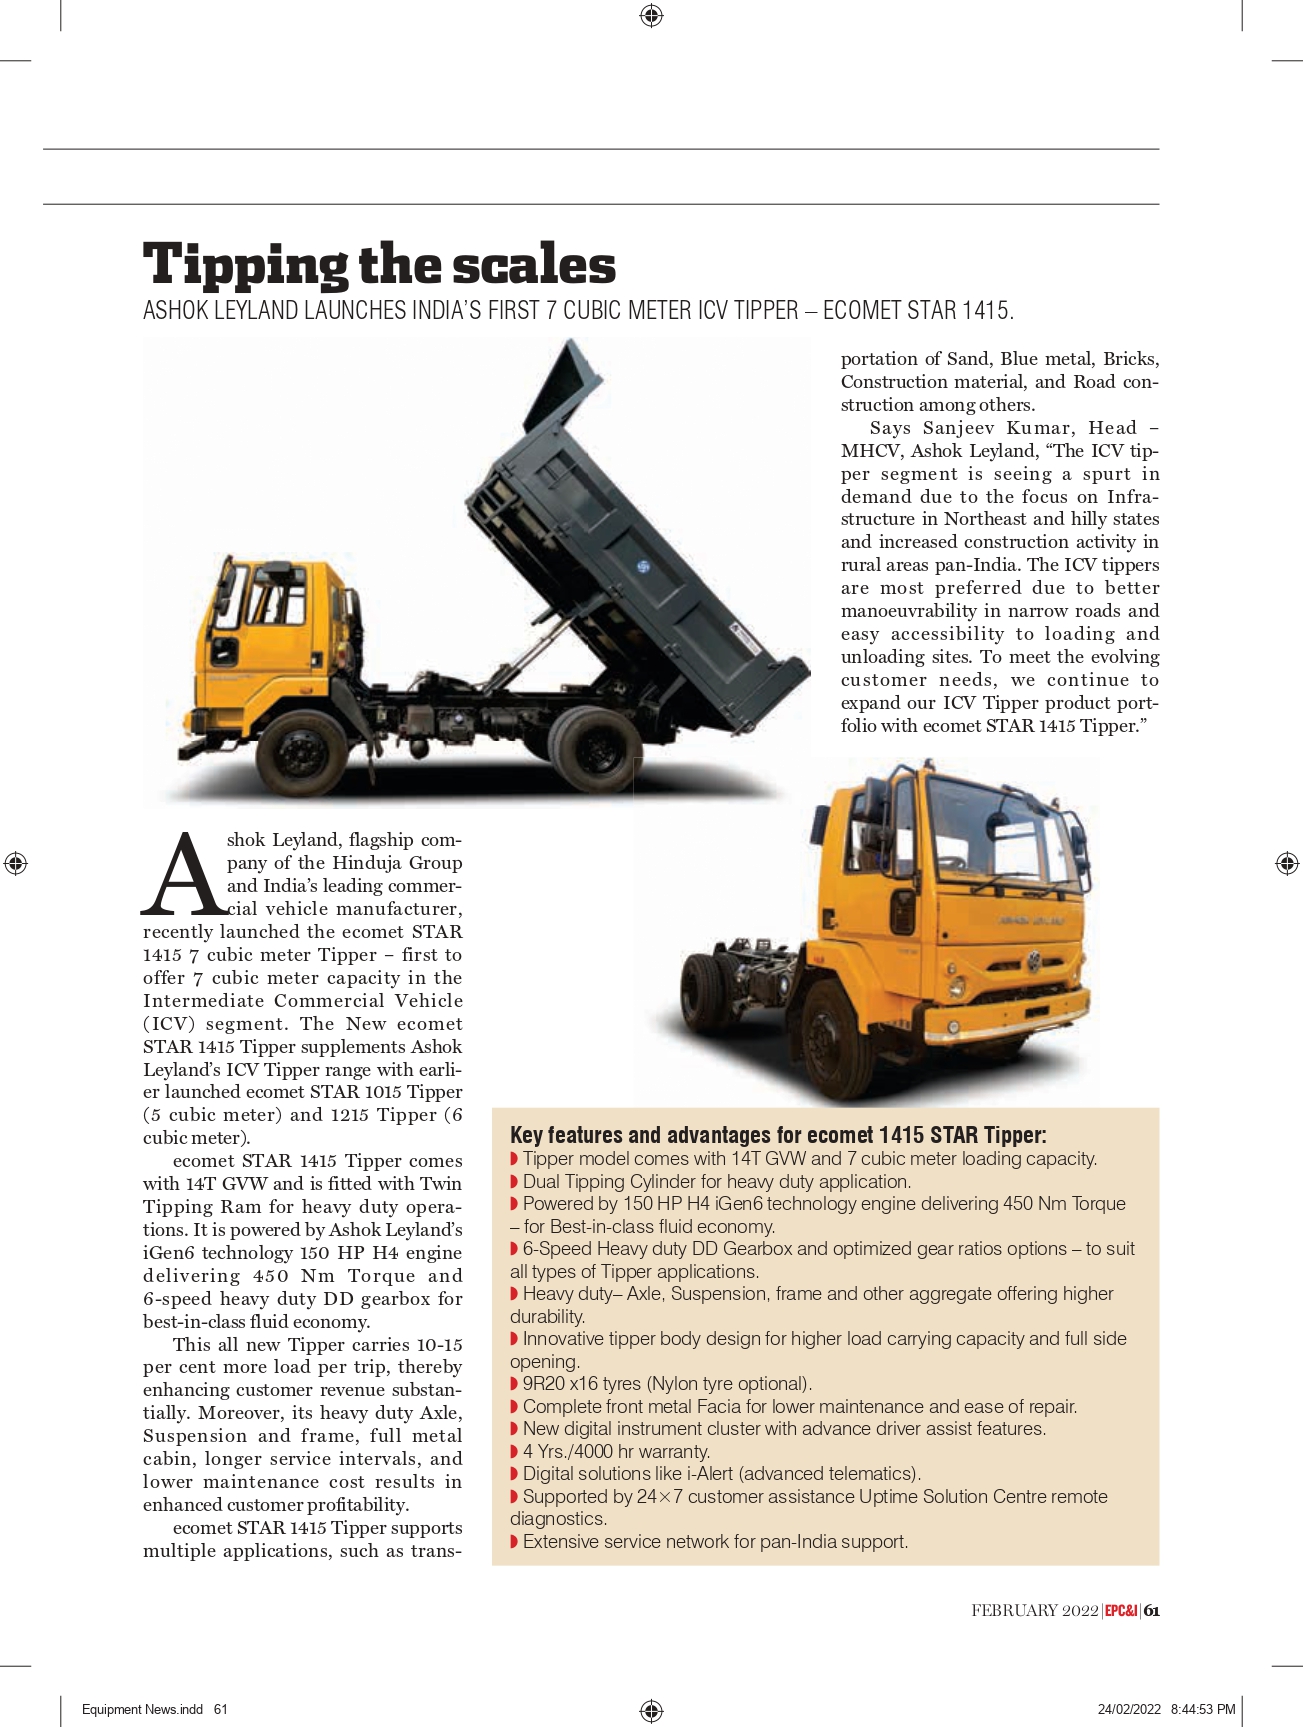 Tipping the scales
ASHOK LEYLAND LAUNCHES INDIA’S FIRST 7 CUBIC METER ICV TIPPER – ECOMET STAR 1415.
Ashok Leyland, flagship com-
pany of the Hinduja Group
and India’s leading commer-
cial vehicle manufacturer,
recently launched the ecomet STAR
1415 7 cubic meter Tipper – first to
offer 7 cubic meter capacity in the
Intermediate Commercial Vehicle
(ICV) segment. The New ecomet
STAR 1415 Tipper supplements Ashok
Leyland’s ICV Tipper range with earli-
er launched ecomet STAR 1015 Tipper
(5 cubic meter) and 1215 Tipper (6
cubic meter).
ecomet STAR 1415 Tipper comes
with 14T GVW and is fitted with Twin
Tipping Ram for heavy duty opera-
tions. It is powered by Ashok Leyland’s
iGen6 technology 150 HP H4 engine
delivering 450 Nm Torque and
6-speed heavy duty DD gearbox for
best-in-class fluid economy.
This all new Tipper carries 10-15
per cent more load per trip, thereby
enhancing customer revenue substan-
tially. Moreover, its heavy duty Axle,
Suspension and frame, full metal
cabin, longer service intervals, and
lower maintenance cost results in
enhanced customer profitability.
ecomet STAR 1415 Tipper supports
multiple applications, such as trans-
portation of Sand, Blue metal, Bricks,
Construction material, and Road con-
struction among others.
Says Sanjeev Kumar, Head –
MHCV, Ashok Leyland, “The ICV tip-
per segment is seeing a spurt in
demand due to the focus on Infra-
structure in Northeast and hilly states
and increased construction activity in
rural areas pan-India. The ICV tippers
are most preferred due to better
manoeuvrability in narrow roads and
easy accessibility to loading and
unloading sites. To meet the evolving
customer needs, we continue to
expand our ICV Tipper product port-
folio with ecomet STAR 1415 Tipper.”
ASHOK LEYLAND
Key features and advantages for ecomet 1415 STAR Tipper:
◗ Tipper model comes with 14T GVW and 7 cubic meter loading capacity.
◗ Dual Tipping Cylinder for heavy duty application.
◗ Powered by 150 HP H4 iGen6 technology engine delivering 450 Nm Torque
– for Best-in-class fluid economy.
◗ 6-Speed Heavy duty DD Gearbox and optimized gear ratios options – to suit
all types of Tipper applications.
◗ Heavy duty– Axle, Suspension, frame and other aggregate offering higher
durability.
◗ Innovative tipper body design for higher load carrying capacity and full side
opening.
◗ 9R20 x16 tyres (Nylon tyre optional).
◗ Complete front metal Facia for lower maintenance and ease of repair.
◗ New digital instrument cluster with advance driver assist features.
◗ 4 Yrs./4000 hr warranty.
◗ Digital solutions like i-Alert (advanced telematics).
◗ Supported by 24×7 customer assistance Uptime Solution Centre remote
diagnostics.
◗ Extensive service network for pan-India support.
FEBRUARY 2022|EPC&I|61
Equipment News.indd 61
24/02/2022 8:44:53 PM